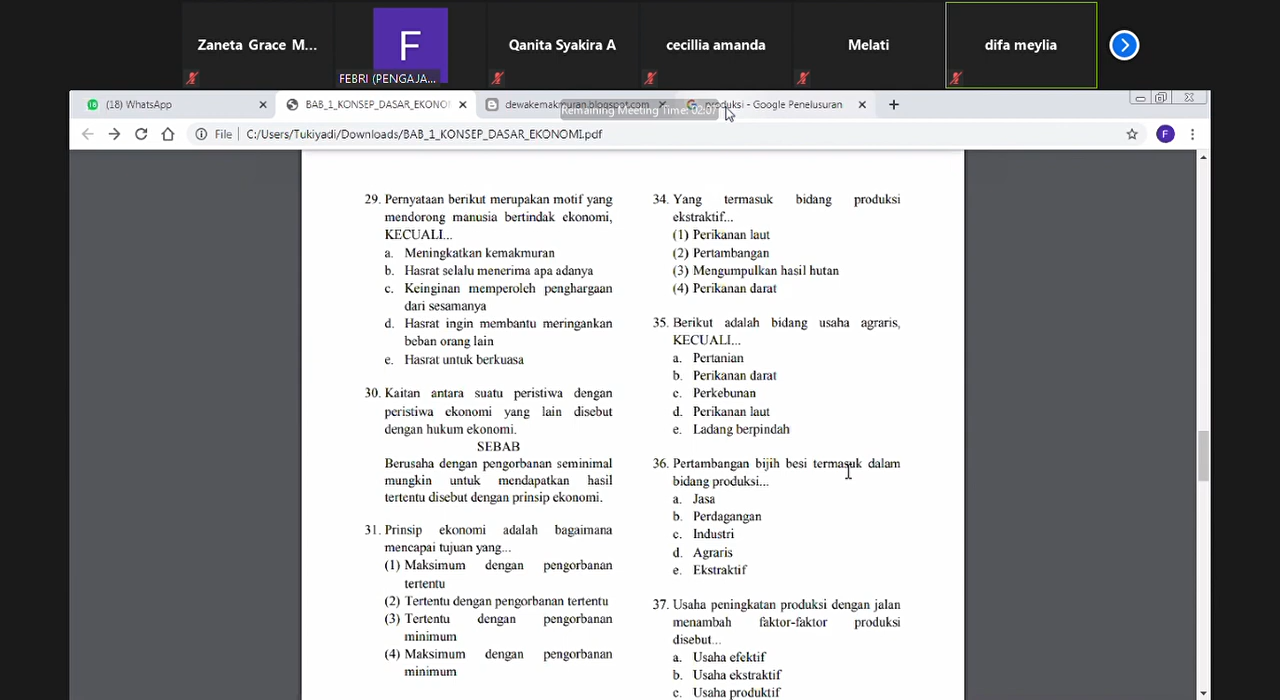 Zaneta Grace M...
F
FEBRI (PENGAJA...
Qanita Syakira A
cecillia amanda
Melati
difa meylia
(18) WhatsApp
BAB_1_KONSEP_DASAR_EKONO
dewakemakmuran.blogspot.com
produksi - Google Penelusuran
Remaining Meeting Time: 02:07
File
C:/Users/Tukiyadi/Downloads/BAB_1_KONSEP_DASAR_EKONOMI.pdf
F
29. Pernyataan berikut merupakan motif yang
mendorong manusia bertindak ekonomi,
KECUALI...
a. Meningkatkan kemakmuran
b. Hasrat selalu menerima apa adanya
c. Keinginan memperoleh penghargaan
dari sesamanya
d. Hasrat ingin membantu meringankan
beban orang lain
e. Hasrat untuk berkuasa
30. Kaitan antara suatu peristiwa dengan
peristiwa ekonomi yang lain disebut
dengan hukum ekonomi.
SEBAB
Berusaha dengan pengorbanan seminimal
mungkin untuk mendapatkan hasil
tertentu disebut dengan prinsip ekonomi.
31. Prinsip ekonomi adalah bagaimana
mencapai tujuan yang...
(1) Maksimum dengan pengorbanan
tertentu
(2) Tertentu dengan pengorbanan tertentu
(3) Tertentu dengan pengorbanan
minimum
(4) Maksimum dengan pengorbanan
minimum
34. Yang termasuk bidang produksi
ekstraktif...
(1) Perikanan laut
(2) Pertambangan
(3) Mengumpulkan hasil hutan
(4) Perikanan darat
35. Berikut adalah bidang usaha agraris,
KECUALI...
a. Pertanian
b. Perikanan darat
c. Perkebunan
d. Perikanan laut
e. Ladang berpindah
36. Pertambangan bijih besi termasuk dalam
bidang produksi...
a. Jasa
b. Perdagangan
c. Industri
d. Agraris
e. Ekstraktif
37. Usaha peningkatan produksi dengan jalan
menambah faktor-faktor produksi
disebut...
a. Usaha efektif
b. Usaha ekstraktif
c. Usaha produktif